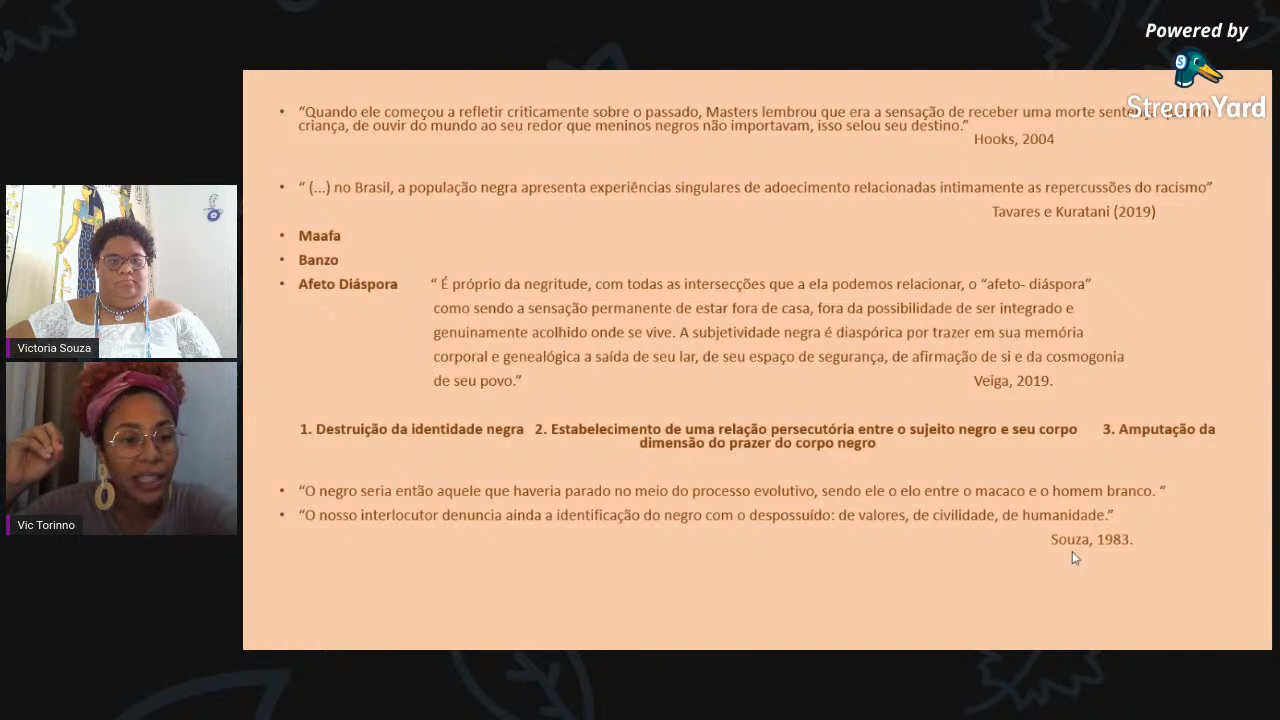 Powered by
StreamYard
• “Quando ele começou a refletir criticamente sobre o passado, Masters lembrou que era a sensação de receber uma morte
criança, de ouvir do mundo ao seu redor que meninos negros não importavam, isso selou seu destino.”
Hooks, 2004
• “ (...) no Brasil, a população negra apresenta experiências singulares de adoecimento relacionadas intimamente as repercussões do racismo”
Tavares e Kuratani (2019)
• Maafa
• Banzo
• Afeto Diáspora “ É próprio da negritude, com todas as intersecções que a ela podemos relacionar, o “afeto- diáspora”
como sendo a sensação permanente de estar fora de casa, fora da possibilidade de ser integrado e
genuinamente acolhido onde se vive. A subjetividade negra é diaspórica por trazer em sua memória
corporal e genealógica a saída de seu lar, de seu espaço de segurança, de afirmação de si e da cosmogonia
de seu povo.” Veiga, 2019.
1. Destruição da identidade negra 2. Estabelecimento de uma relação persecutória entre o sujeito negro e seu corpo 3. Amputação da
dimensão do prazer do corpo negro
• “O negro seria então aquele que haveria parado no meio do processo evolutivo, sendo ele o elo entre o macaco e o homem branco. “
• “O nosso interlocutor denuncia ainda a identificação do negro com o despossuído: de valores, de civilidade, de humanidade.”
Souza, 1983.
Victoria Souza
Vic Torinno